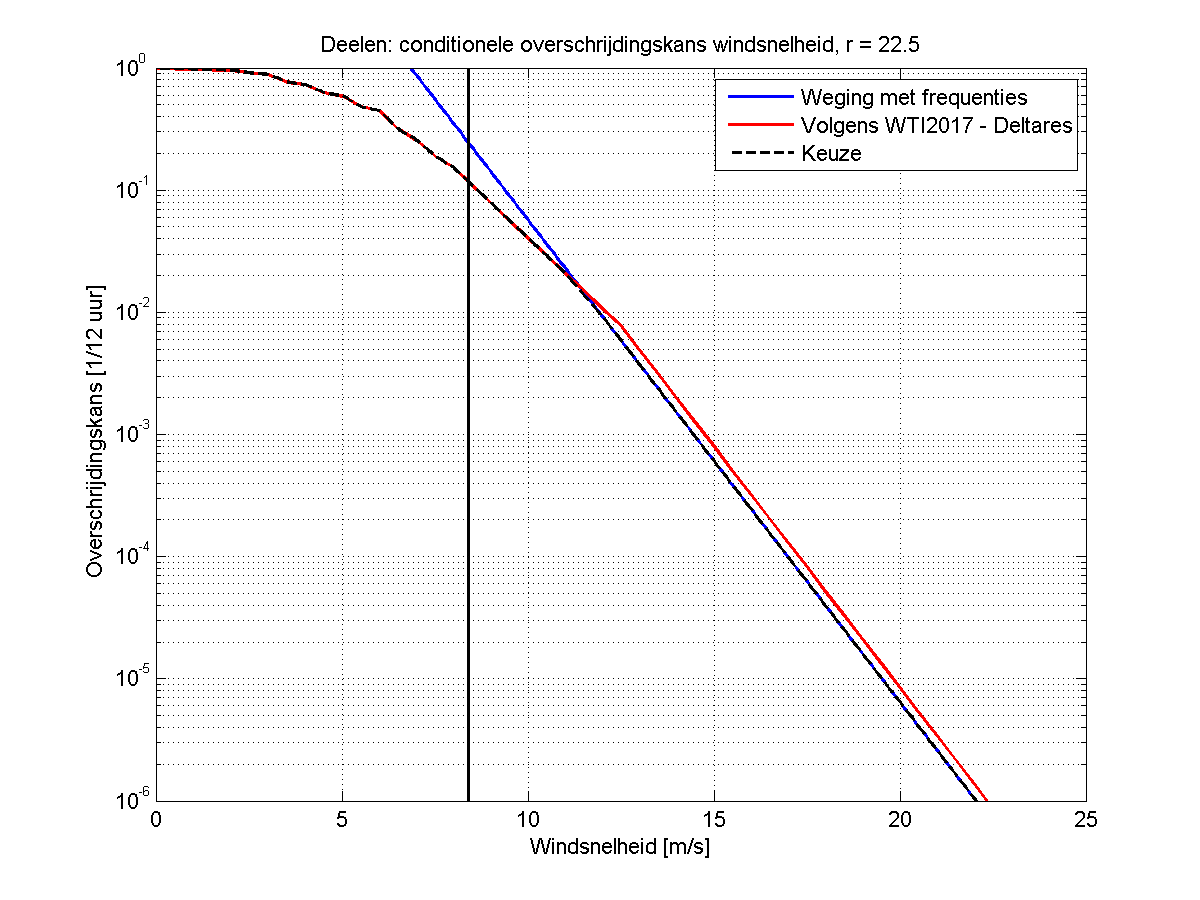 Deelen: conditionele overschrijdingskans windsnelheid, r = 22.5
Weging met frequenties
Volgens WTI2017 - Deltares
Keuze
Overschrijdingskans [1/12 uur]
10^0
10^-1
10^-2
10^-3
10^-4
10^-5
10^-6
0 5 10 15 20 25
Windsnelheid [m/s]